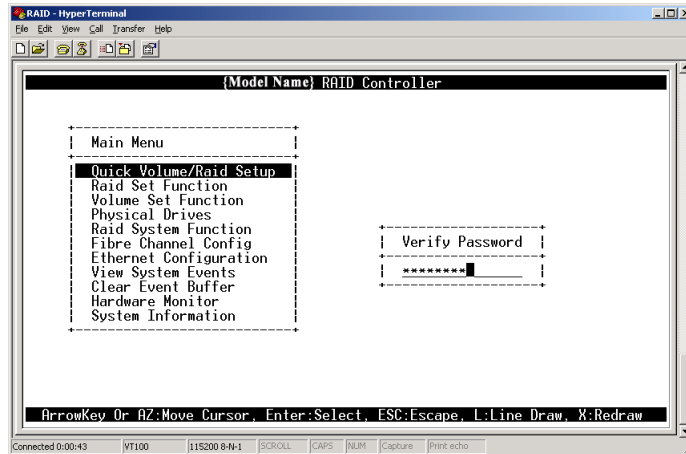 RAID - HyperTerminal
File Edit View Call Transfer Help
{Model Name} RAID Controller
Main Menu
Quick Volume/Raid Setup
Raid Set Function
Volume Set Function
Physical Drives
Raid System Function
Fibre Channel Config
Ethernet Configuration
View System Events
Clear Event Buffer
Hardware Monitor
System Information
Verify Password
********
ArrowKey Or AZ:Move Cursor, Enter:Select, ESC:Escape, L:Line Draw, X:Redraw
Connected 0:00:43 VT100 115200 8-N-1 SCROLL CAPS NUM Capture Print echo